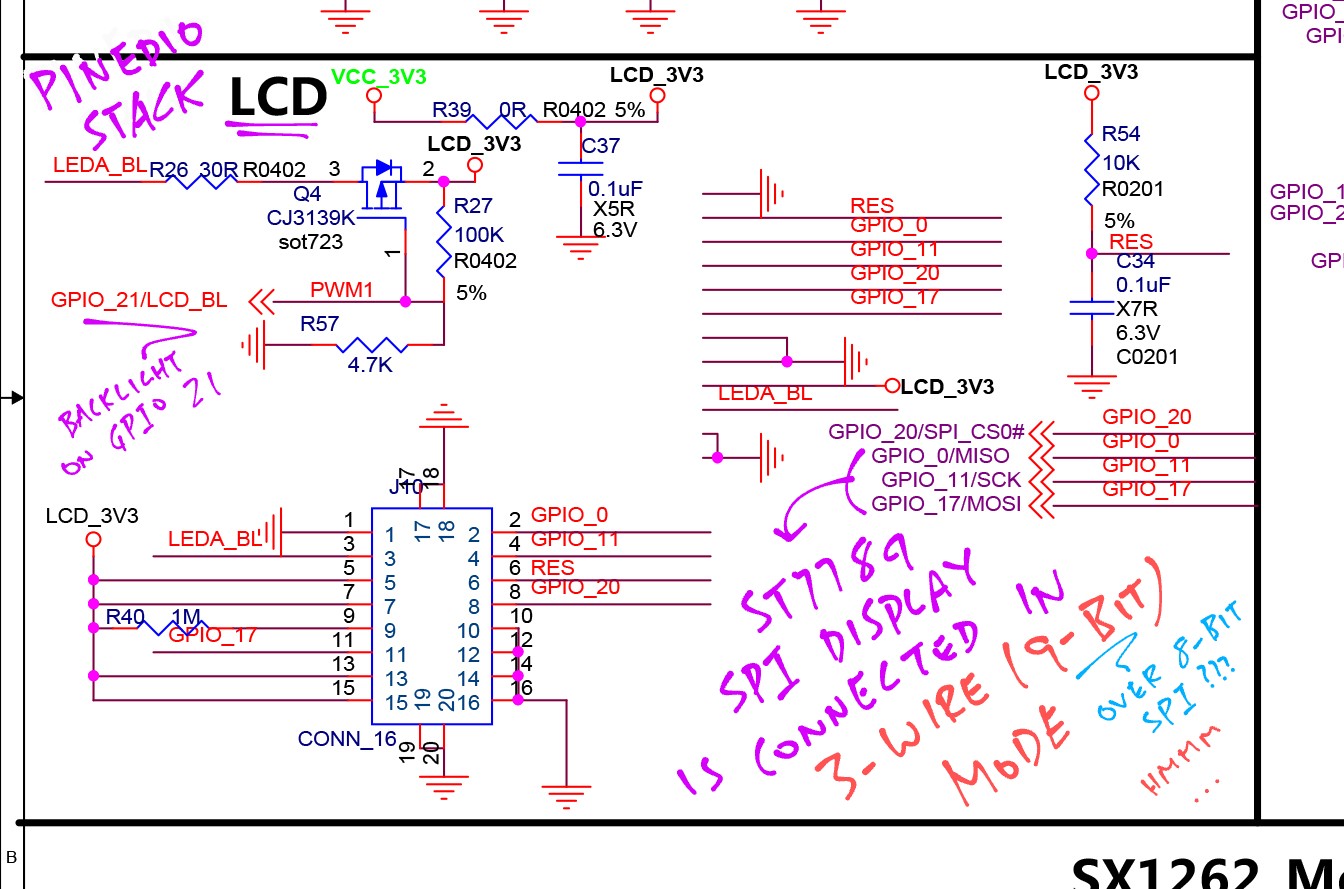 GPIO_
GPI
PINEDIO
STACK
LCD
VCC_3V3
R39 0R R0402 5%
LCD_3V3
LCD_3V3
C37
0.1uF
X5R
6.3V
LEDA_BL
R26 30R R0402
3
2
Q4
CJ3139K
sot723
1
R27
100K
R0402
5%
GPIO_21/LCD_BL
PWM1
R57
4.7K
BACKLIGHT
ON GPIO 21
RES
GPIO_0
GPIO_11
GPIO_20
GPIO_17
LCD_3V3
LEDA_BL
LCD_3V3
R54
10K
R0201
5%
RES
C34
0.1uF
X7R
6.3V
C0201
GPIO_1
GPIO_2
GPI
GPIO_20/SPI_CS0#
GPIO_0/MISO
GPIO_11/SCK
GPIO_17/MOSI
GPIO_20
GPIO_0
GPIO_11
GPIO_17
LCD_3V3
LEDA_BL
R40 1M
GPIO_17
J10
17 18
17 18
1 1 2 2 GPIO_0
3 3 4 4 GPIO_11
5 5 6 6 RES
7 7 8 8 GPIO_20
9 9 10 10
11 11 12 12
13 13 14 14
15 15 16 16
19 20
19 20
CONN_16
ST7789
SPI DISPLAY
IS CONNECTED IN
3-WIRE (9-BIT)
MODE
OVER 8-BIT
SPI ???
HMMM
...
B
SX1262 Mo